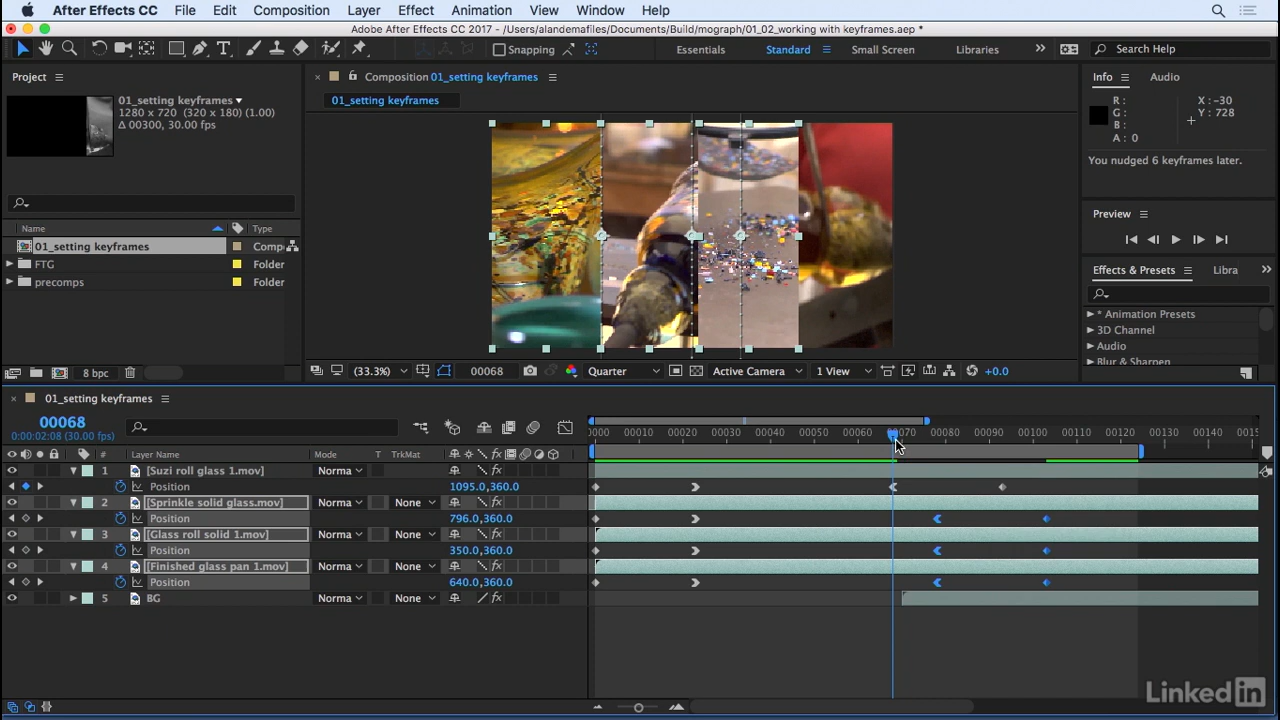 After Effects CC File Edit Composition Layer Effect Animation View Window Help
Adobe After Effects CC 2017 - /Users/alandemafiles/Documents/Build/mograph/01_02_working with keyframes.aep *
Snapping Essentials Standard Small Screen Libraries Search Help
Project
01_setting keyframes
1280 x 720 (320 x 180) (1.00)
Δ 00300, 30.00 fps
Name Type
01_setting keyframes Comp
FTG Folder
precomps Folder
8 bpc
Composition 01_setting keyframes
01_setting keyframes
(33.3%) 00068 Quarter Active Camera 1 View +0.0
Info Audio
R : X : -30
G : Y : 728
B :
A : 0
You nudged 6 keyframes later.
Preview
Effects & Presets Libra
* Animation Presets
3D Channel
Audio
Blur & Sharpen
01_setting keyframes
00068
0:00:02:08 (30.00 fps)
0000 00010 00020 00030 00040 00050 00060 00070 00080 00090 00100 00110 00120 00130 00140 0015
# Layer Name Mode T TrkMat
1 [Suzi roll glass 1.mov] Norma
Position 1095.0,360.0
2 [Sprinkle solid glass.mov] Norma None
Position 796.0,360.0
3 [Glass roll solid 1.mov] Norma None
Position 350.0,360.0
4 [Finished glass pan 1.mov] Norma None
Position 640.0,360.0
5 BG Norma None
Linked in